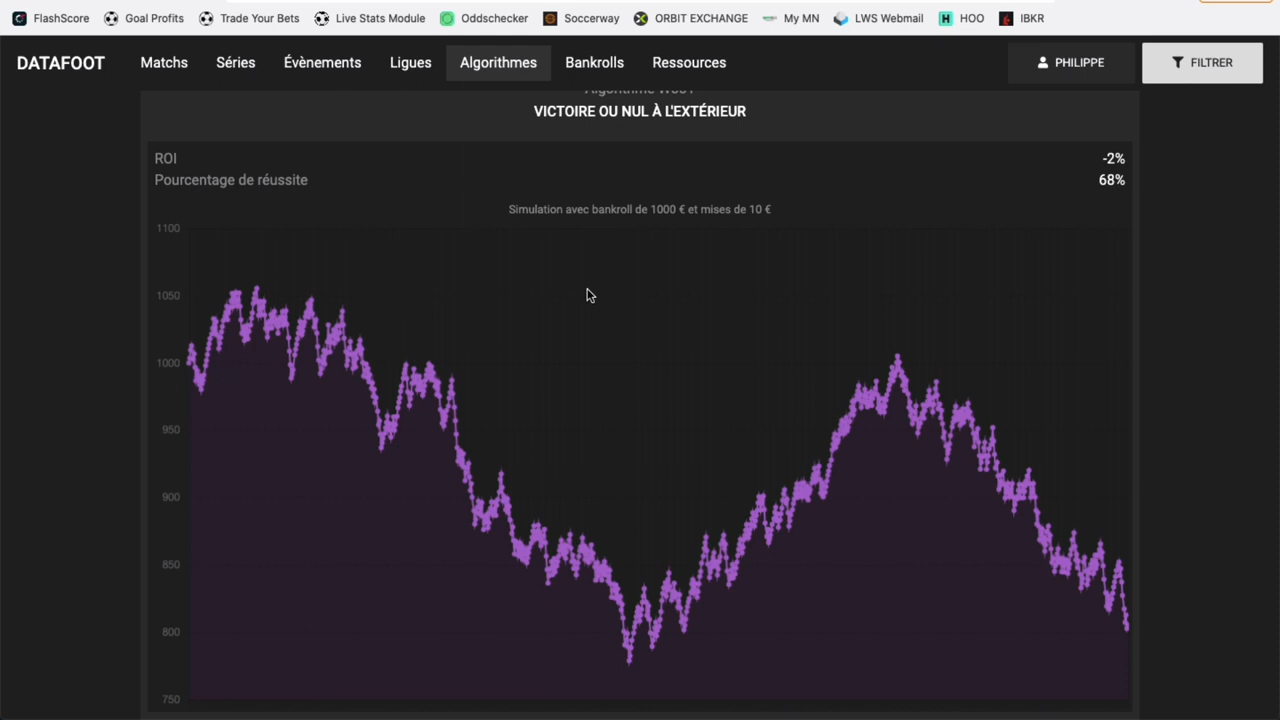 FlashScore Goal Profits Trade Your Bets Live Stats Module Oddschecker Soccerway ORBIT EXCHANGE My MN LWS Webmail H HOO IBKR
DATAFOOT Matchs Séries Évènements Ligues Algorithmes Bankrolls Ressources PHILIPPE FILTRER
VICTOIRE OU NUL À L'EXTÉRIEUR
ROI -2%
Pourcentage de réussite 68%
Simulation avec bankroll de 1000 € et mises de 10 €
1100
1050
1000
950
900
850
800
750